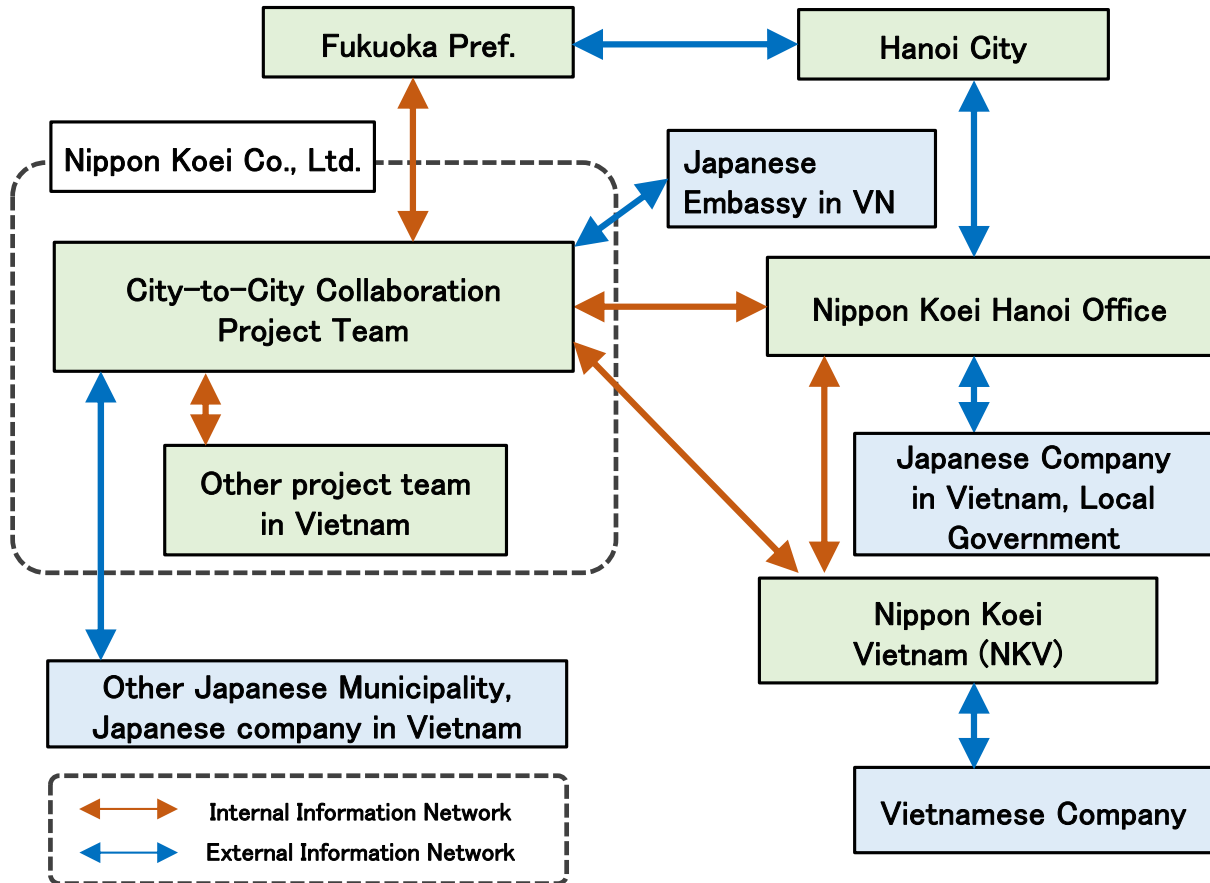 Fukuoka Pref.
Hanoi City
Nippon Koei Co., Ltd.
Japanese
Embassy in VN
City-to-City Collaboration
Project Team
Nippon Koei Hanoi Office
Other project team
in Vietnam
Japanese Company
in Vietnam, Local
Government
Nippon Koei
Vietnam (NKV)
Other Japanese Municipality,
Japanese company in Vietnam
Vietnamese Company
Internal Information Network
External Information Network